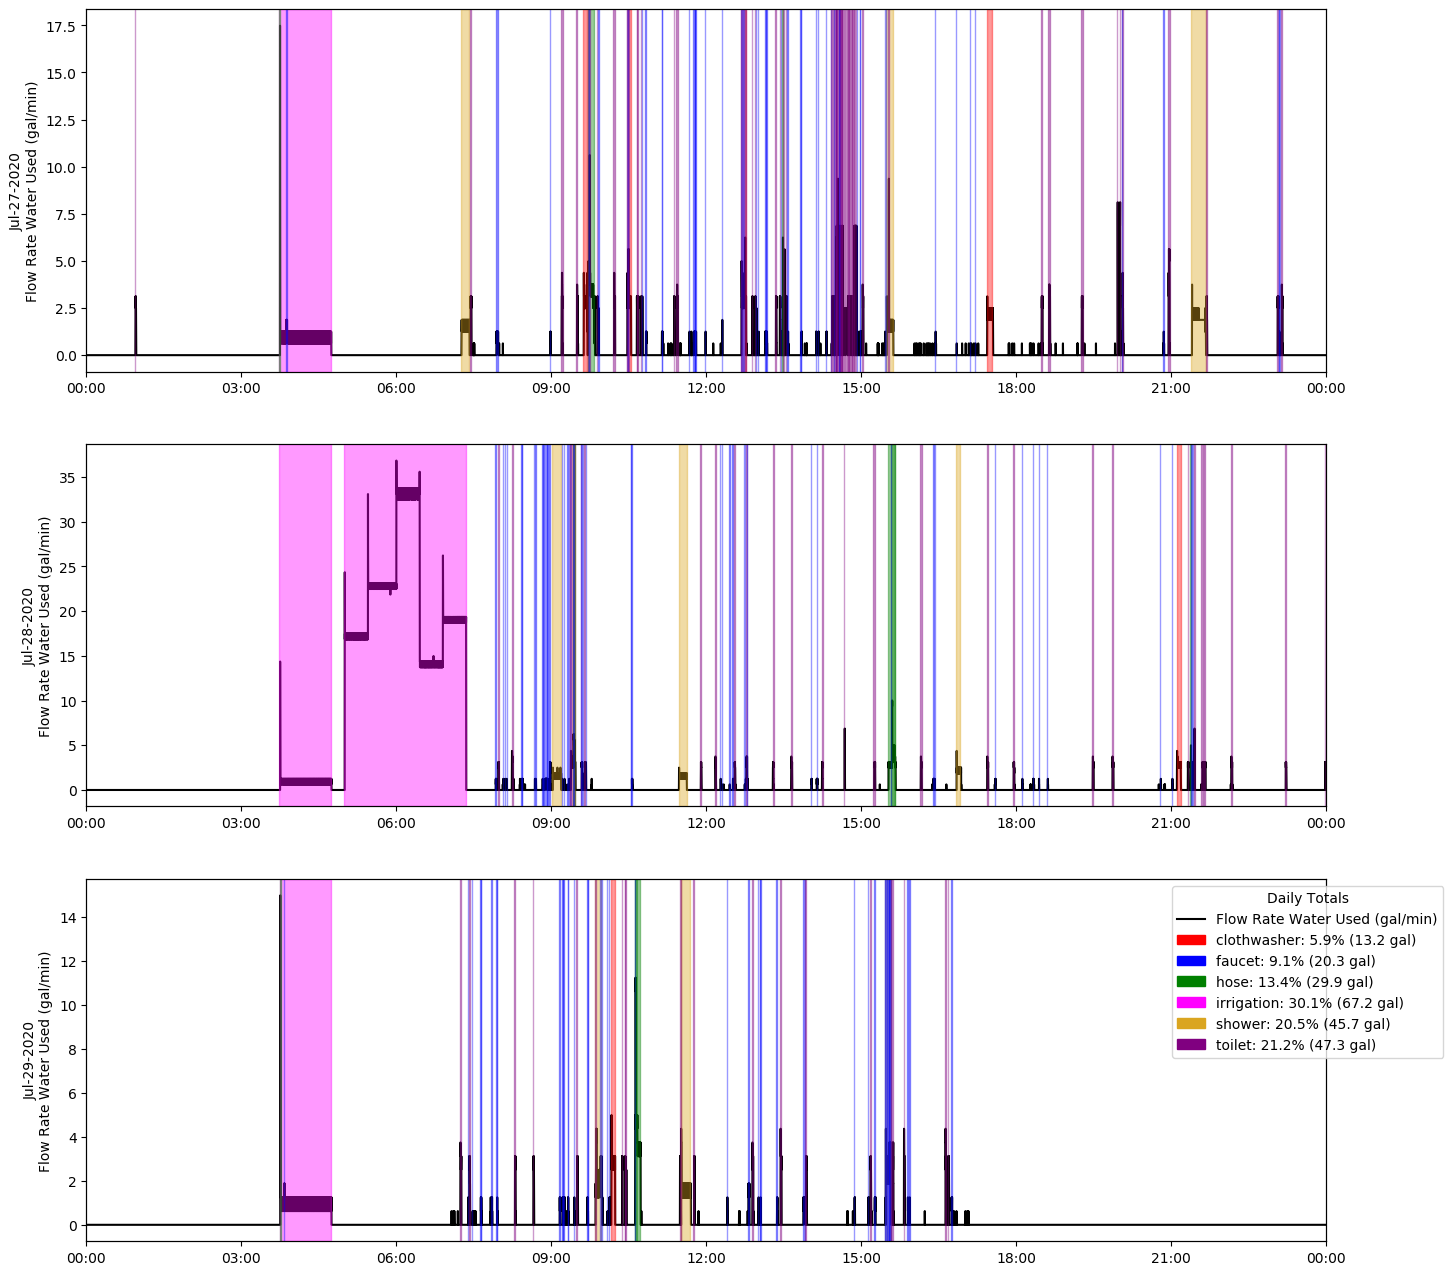 Jul-27-2020
Flow Rate Water Used (gal/min)
17.5
15.0
12.5
10.0
7.5
5.0
2.5
0.0
00:00 03:00 06:00 09:00 12:00 15:00 18:00 21:00 00:00
Jul-28-2020
Flow Rate Water Used (gal/min)
35
30
25
20
15
10
5
0
00:00 03:00 06:00 09:00 12:00 15:00 18:00 21:00 00:00
Jul-29-2020
Flow Rate Water Used (gal/min)
14
12
10
8
6
4
2
0
00:00 03:00 06:00 09:00 12:00 15:00 18:00 21:00 00:00
Daily Totals
Flow Rate Water Used (gal/min)
clothwasher: 5.9% (13.2 gal)
faucet: 9.1% (20.3 gal)
hose: 13.4% (29.9 gal)
irrigation: 30.1% (67.2 gal)
shower: 20.5% (45.7 gal)
toilet: 21.2% (47.3 gal)